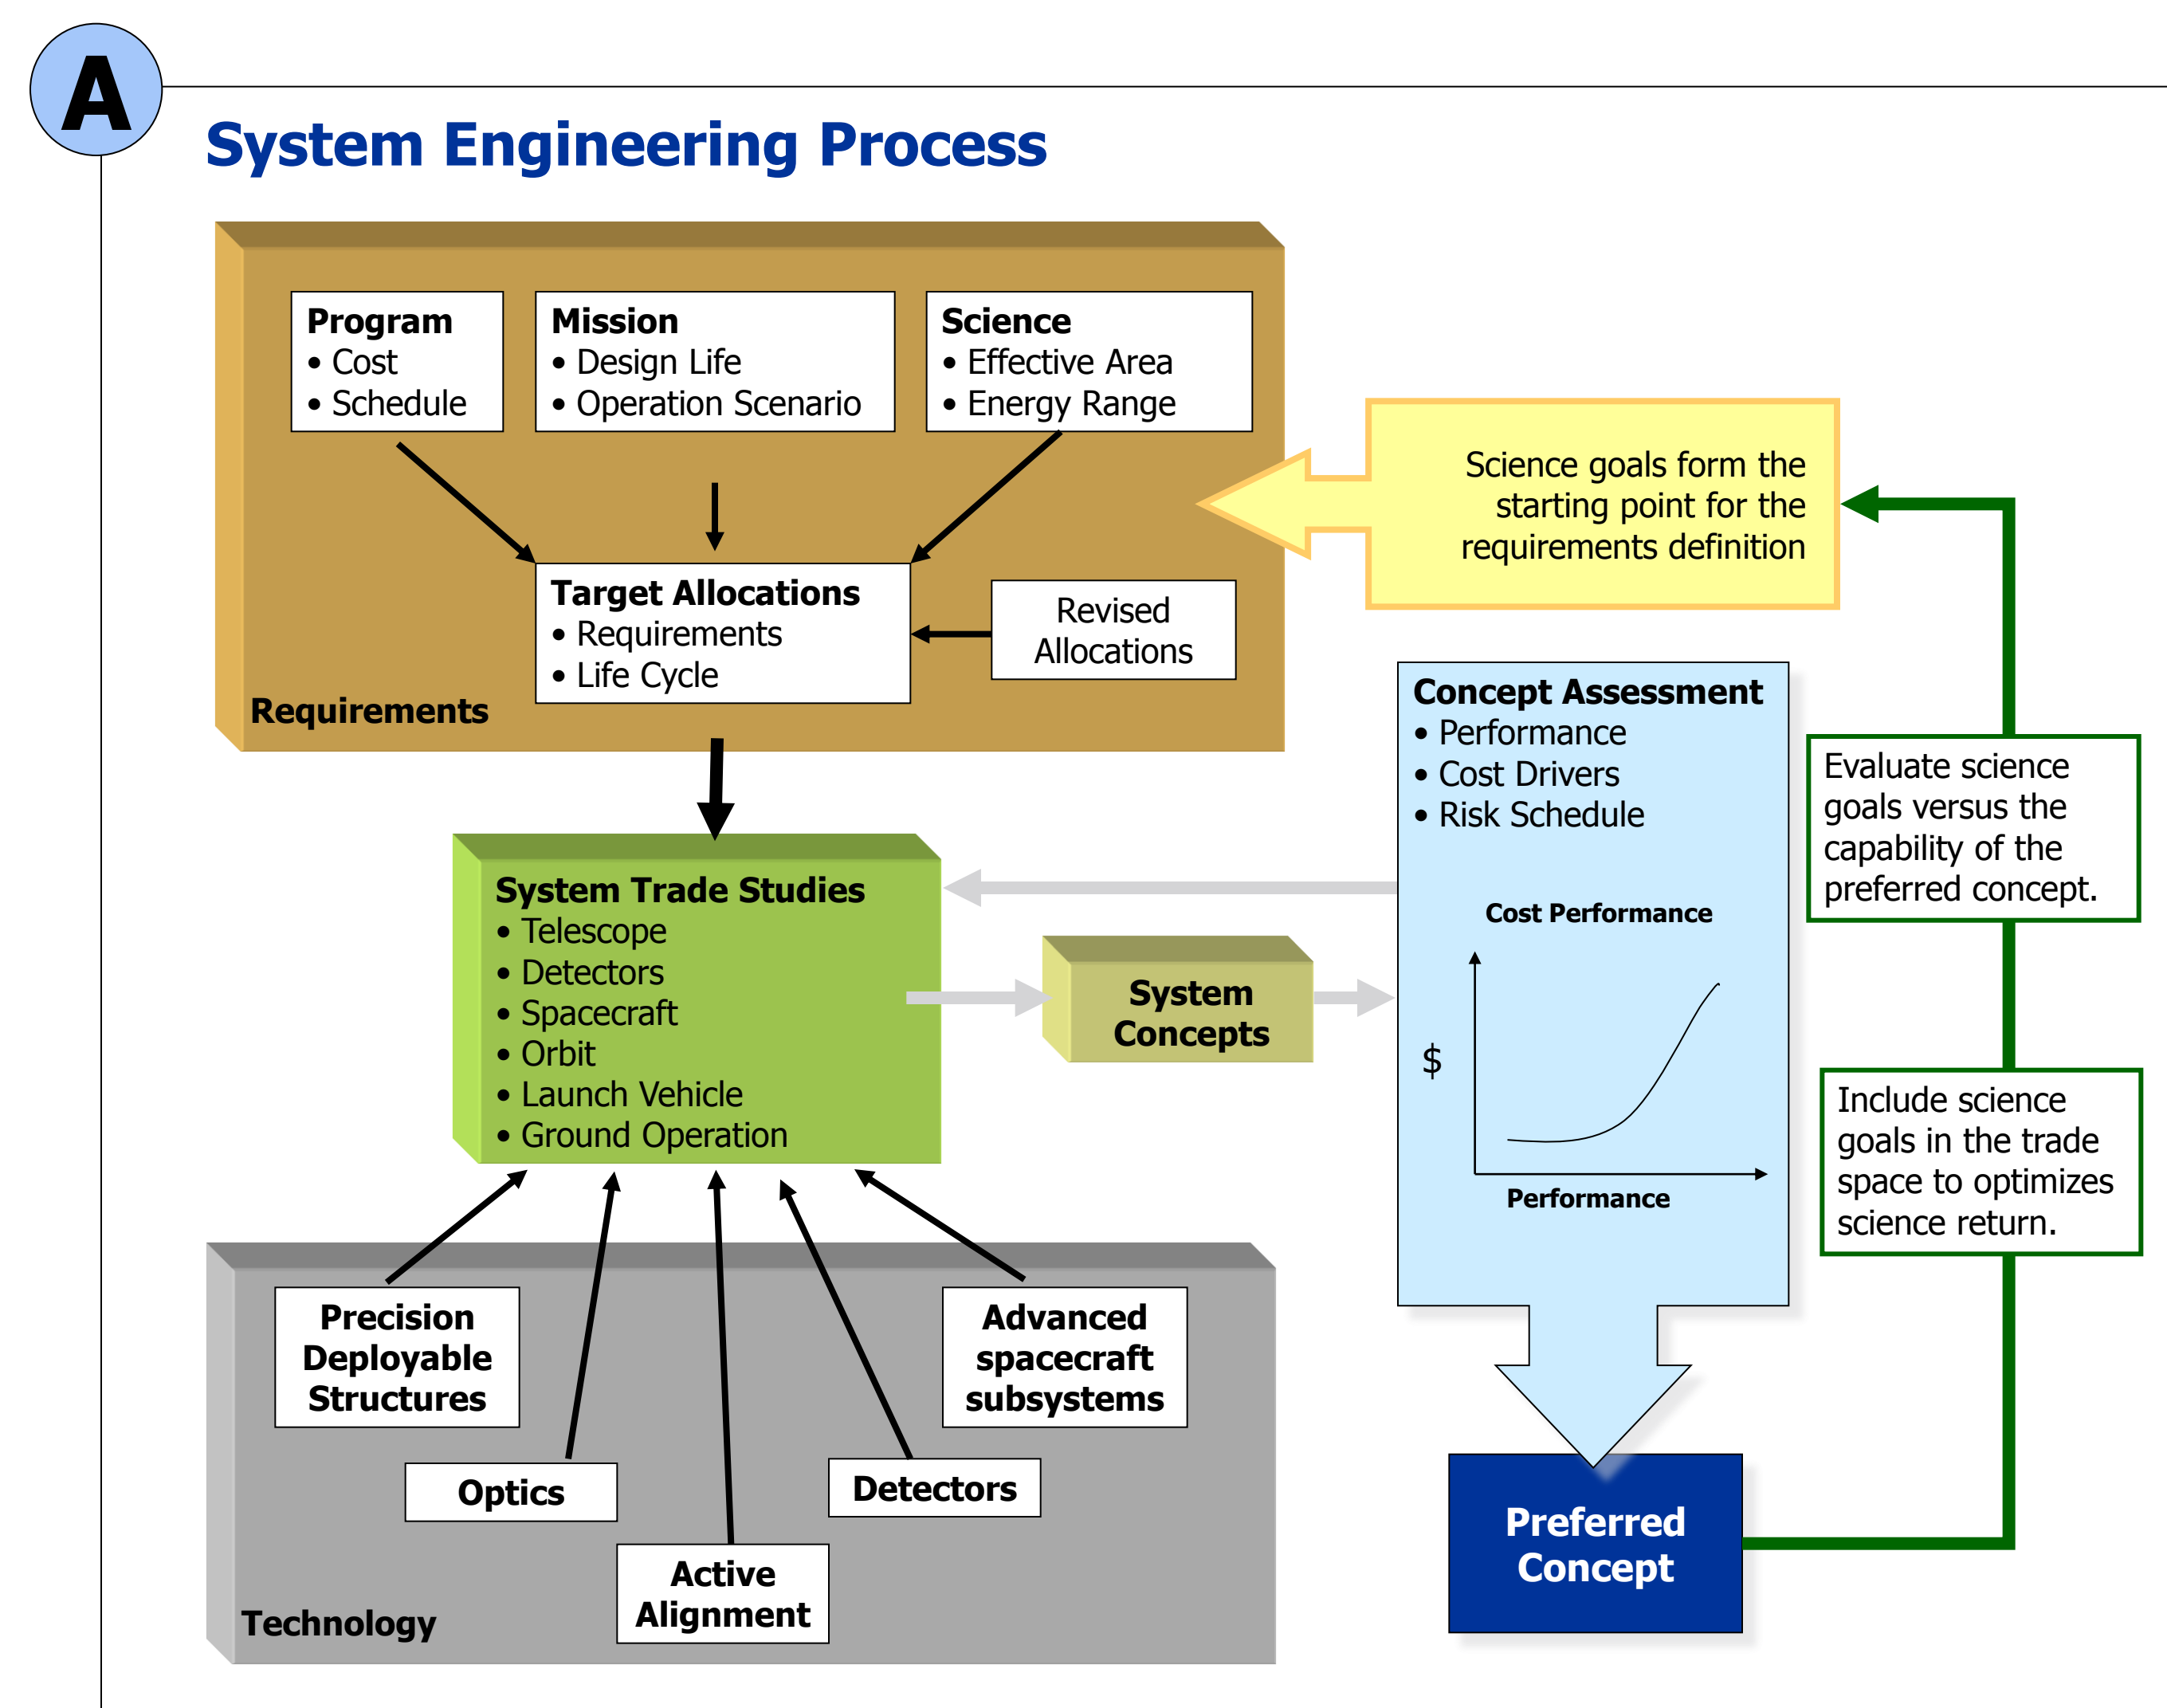 A
System Engineering Process
Program
• Cost
• Schedule
Mission
• Design Life
• Operation Scenario
Science
• Effective Area
• Energy Range
Science goals form the
starting point for the
requirements definition
Target Allocations
• Requirements
• Life Cycle
Revised
Allocations
Requirements
Concept Assessment
• Performance
• Cost Drivers
• Risk Schedule
Cost Performance
$
Performance
Evaluate science
goals versus the
capability of the
preferred concept.
System Trade Studies
• Telescope
• Detectors
• Spacecraft
• Orbit
• Launch Vehicle
• Ground Operation
System
Concepts
Include science
goals in the trade
space to optimizes
science return.
Precision
Deployable
Structures
Advanced
spacecraft
subsystems
Optics
Detectors
Active
Alignment
Technology
Preferred
Concept